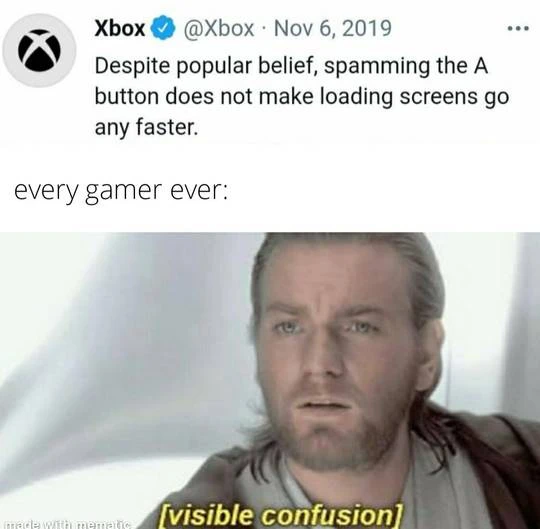 Xbox @Xbox · Nov 6, 2019
Despite popular belief, spamming the A
button does not make loading screens go
any faster.
every gamer ever:
[visible confusion]
made with mematic